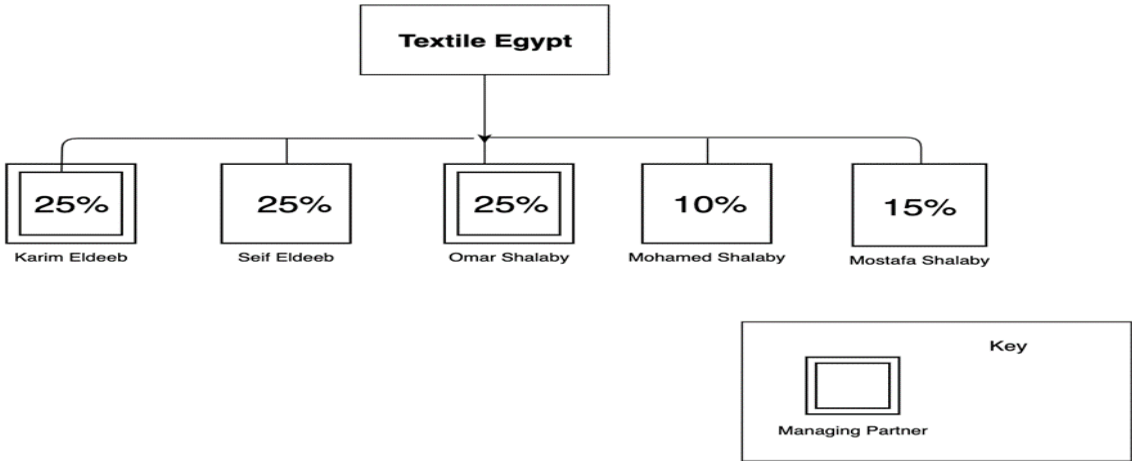 Textile Egypt
25%
25%
25%
10%
15%
Karim Eldeeb
Seif Eldeeb
Omar Shalaby
Mohamed Shalaby
Mostafa Shalaby
Key
Managing Partner